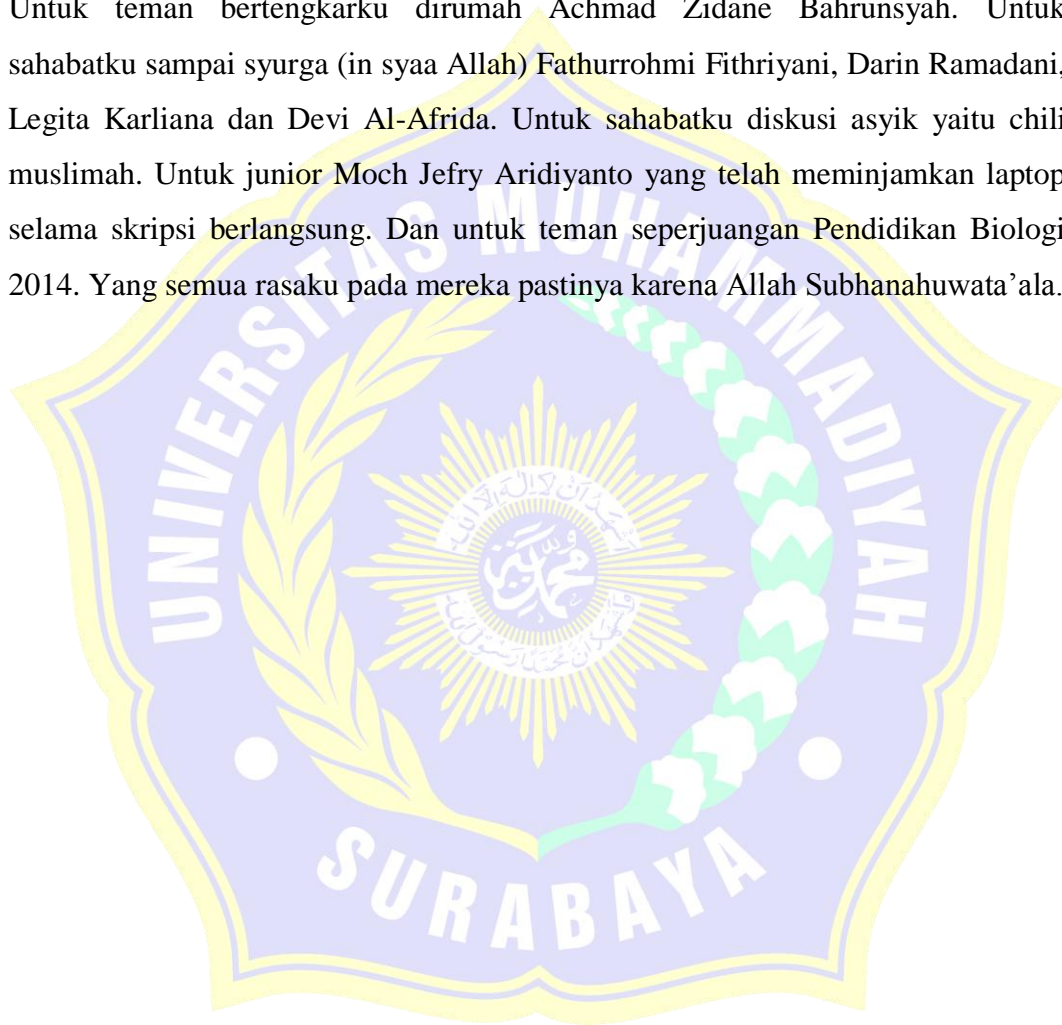 Untuk teman bertengkarku dirumah Achmad Zidane Bahrunsyah. Untuk
sahabatku sampai syurga (in syaa Allah) Fathurrohmi Fithriyani, Darin Ramadani,
Legita Karliana dan Devi Al-Afrida. Untuk sahabatku diskusi asyik yaitu chili
muslimah. Untuk junior Moch Jefry Aridiyanto yang telah meminjamkan laptop
selama skripsi berlangsung. Dan untuk teman seperjuangan Pendidikan Biologi
2014. Yang semua rasaku pada mereka pastinya karena Allah Subhanahuwata’ala.
UNIVERSITAS MUHAMMADIYAH
محمد
SURABAYA